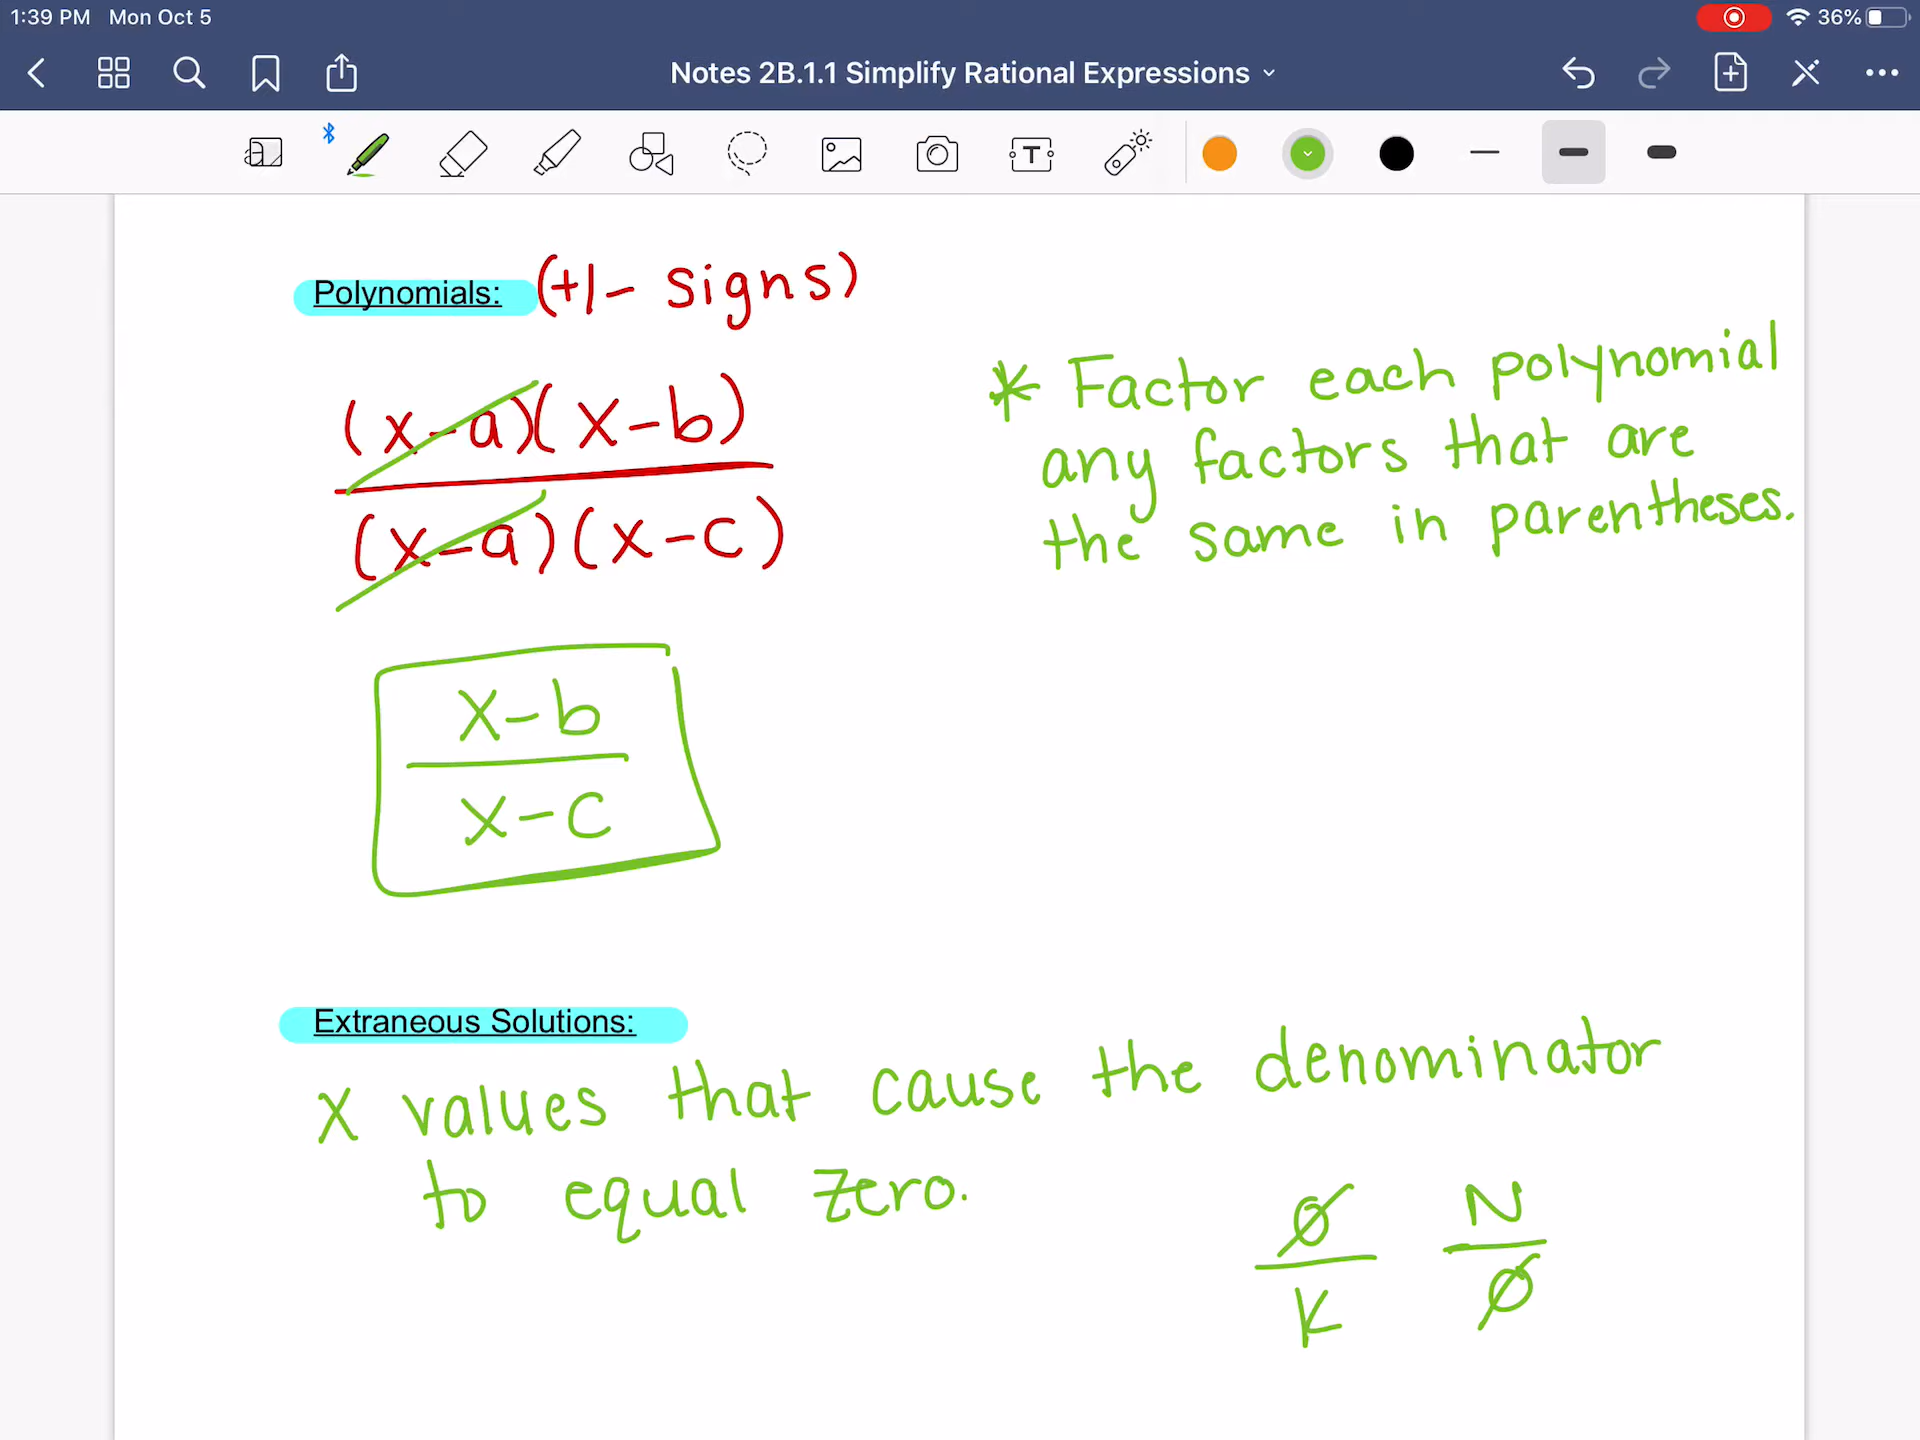 1:39 PM Mon Oct 5
36%
Notes 2B.1.1 Simplify Rational Expressions
Polynomials: (+/- signs)
(x-a)(x-b)
(x-a)(x-c)
* Factor each polynomial
any factors that are
the same in parentheses.
x-b
x-c
Extraneous Solutions:
x values that cause the denominator
to equal zero.
0
K
N
0